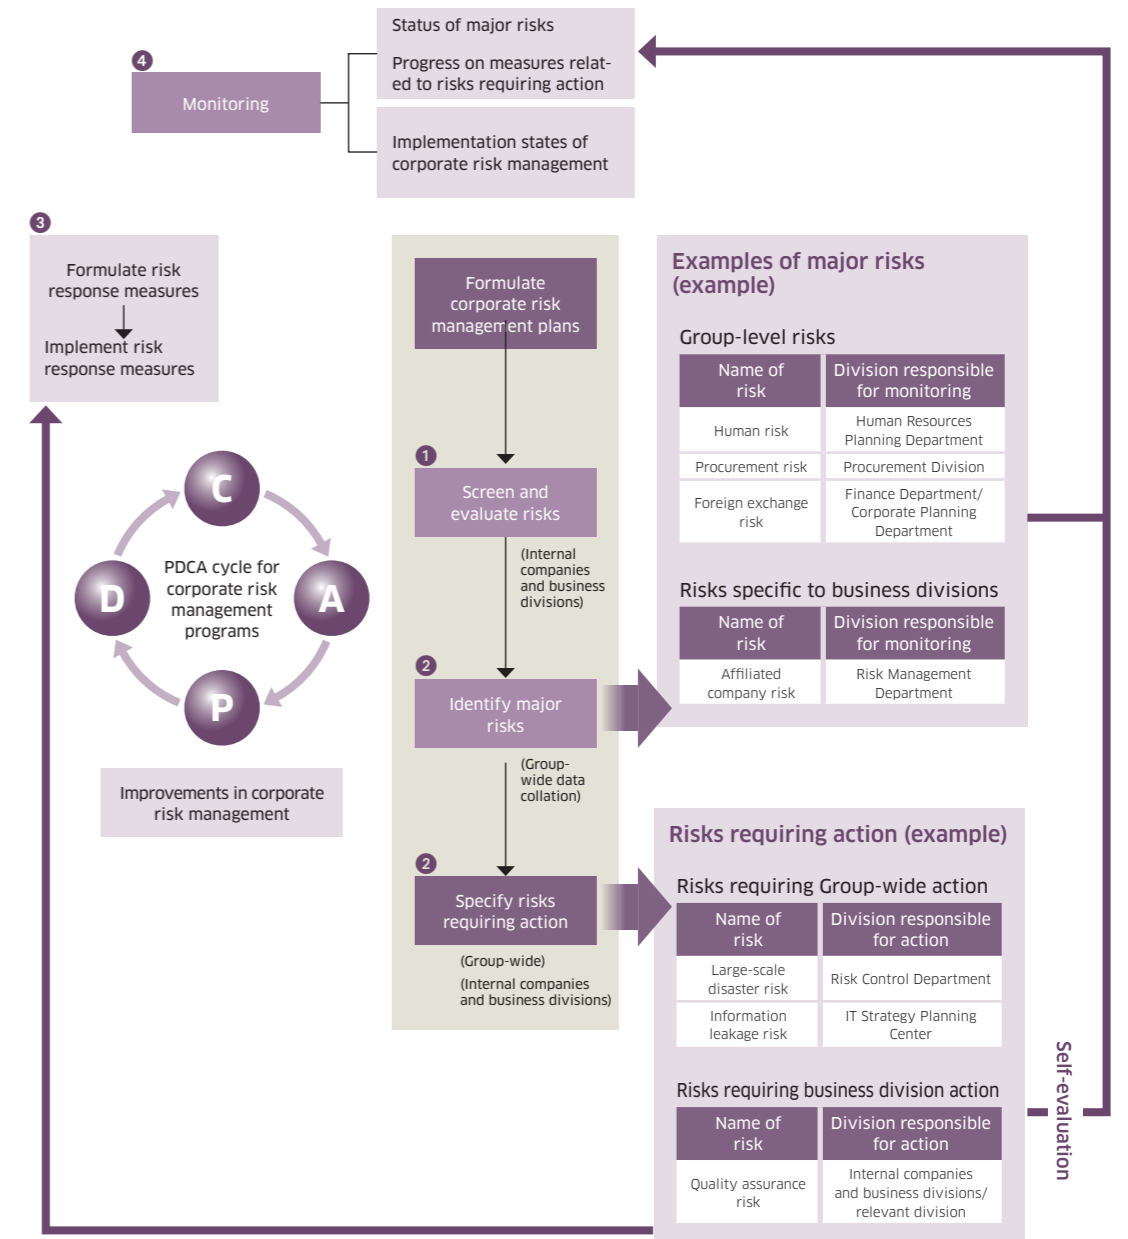 Status of major risks
Progress on measures relat-
ed to risks requiring action
4
Monitoring
Implementation states of
corporate risk management
3
Formulate risk
response measures
Implement risk
response measures
C
D
A
P
PDCA cycle for
corporate risk
management
programs
Improvements in corporate
risk management
Formulate
corporate risk
management plans
1
Screen and
evaluate risks
(Internal
companies
and business
divisions)
2
Identify major
risks
(Group-
wide data
collation)
2
Specify risks
requiring action
(Group-wide)
(Internal companies
and business divisions)
Examples of major risks
(example)
Group-level risks
Name of
risk
Division responsible
for monitoring
Human risk
Human Resources
Planning Department
Procurement risk
Procurement Division
Foreign exchange
risk
Finance Department/
Corporate Planning
Department
Risks specific to business divisions
Name of
risk
Division responsible
for monitoring
Affiliated
company risk
Risk Management
Department
Risks requiring action (example)
Risks requiring Group-wide action
Name of
risk
Division responsible
for action
Large-scale
disaster risk
Risk Control Department
Information
leakage risk
IT Strategy Planning
Center
Risks requiring business division action
Name of
risk
Division responsible
for action
Quality assurance
risk
Internal companies
and business divisions/
relevant division
Self-evaluation